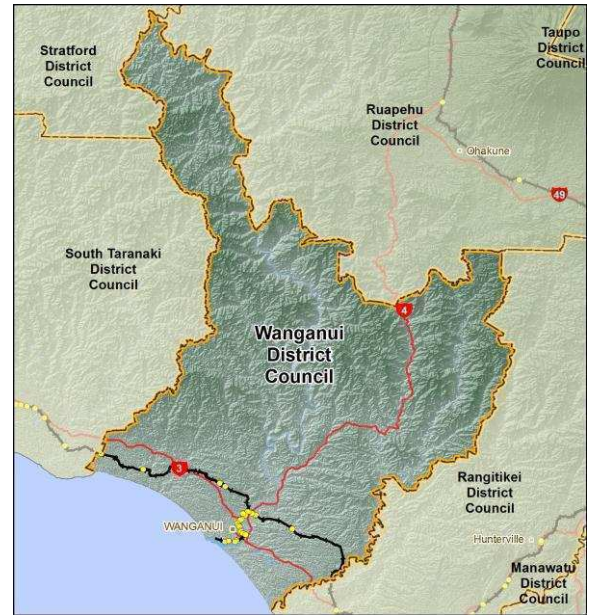 Stratford
District
Council
Taupo
District
Council
Ruapehu
District
Council
Ohakune
49
South Taranaki
District
Council
4
Wanganui
District
Council
3
Rangitikei
District
Council
WANGANUI
Hunterville
Manawatu
District
Council